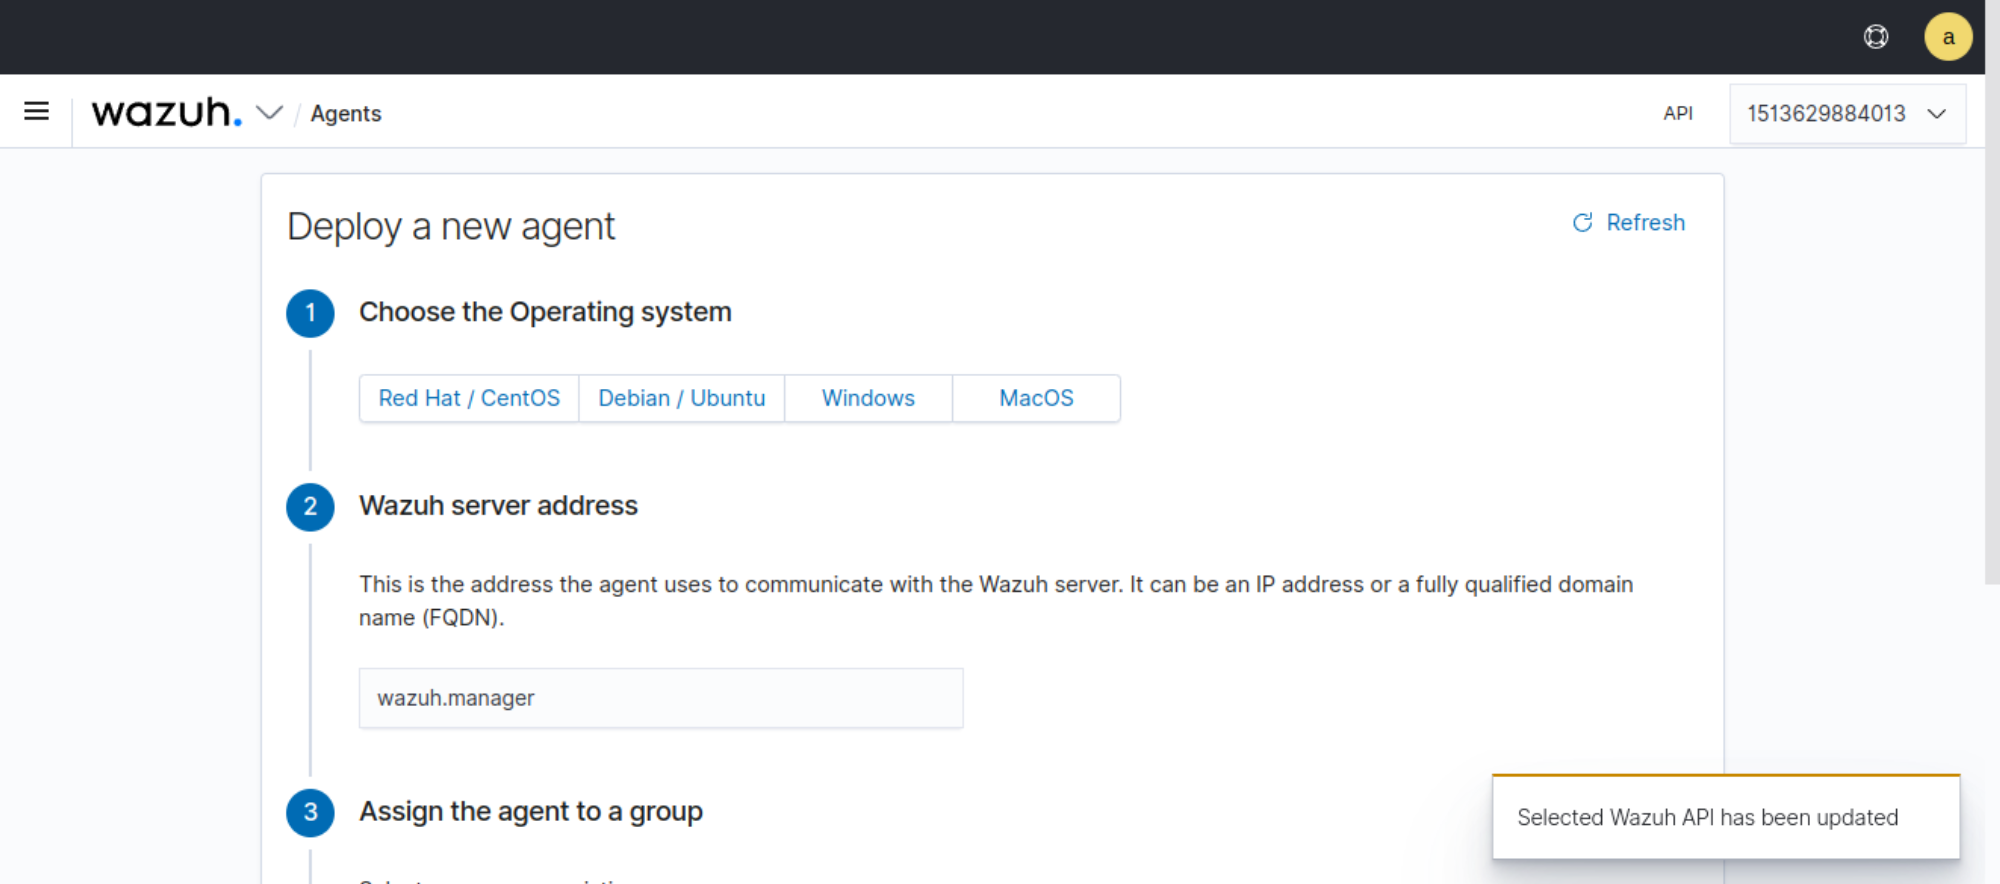 a
wazuh. / Agents
API 1513629884013
Deploy a new agent
Refresh
1 Choose the Operating system
Red Hat / CentOS Debian / Ubuntu Windows MacOS
2 Wazuh server address
This is the address the agent uses to communicate with the Wazuh server. It can be an IP address or a fully qualified domain
name (FQDN).
wazuh.manager
3 Assign the agent to a group
Selected Wazuh API has been updated